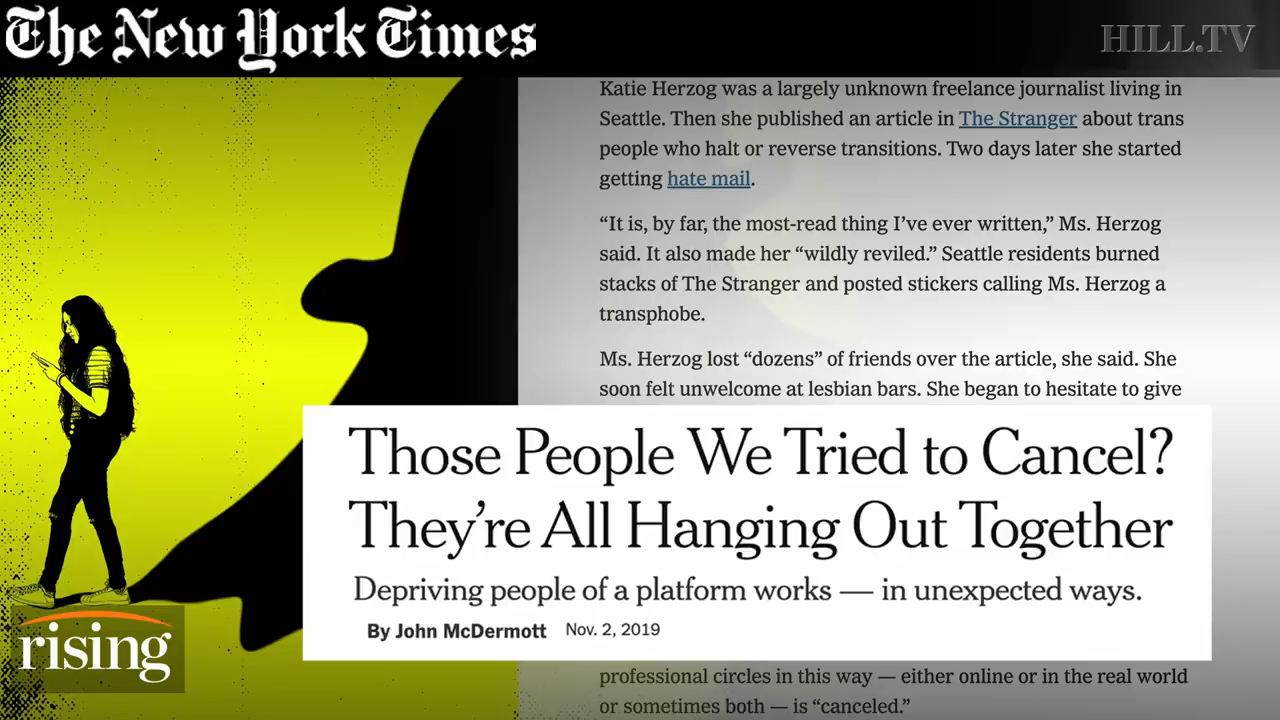 The New York Times
HILL.TV
Katie Herzog was a largely unknown freelance journalist living in
Seattle. Then she published an article in The Stranger about trans
people who halt or reverse transitions. Two days later she started
getting hate mail.
“It is, by far, the most-read thing I’ve ever written,” Ms. Herzog
said. It also made her “wildly reviled.” Seattle residents burned
stacks of The Stranger and posted stickers calling Ms. Herzog a
transphobe.
Ms. Herzog lost “dozens” of friends over the article, she said. She
soon felt unwelcome at lesbian bars. She began to hesitate to give
Those People We Tried to Cancel?
They’re All Hanging Out Together
Depriving people of a platform works — in unexpected ways.
By John McDermott Nov. 2, 2019
rising
professional circles in this way — either online or in the real world
or sometimes both — is “canceled.”